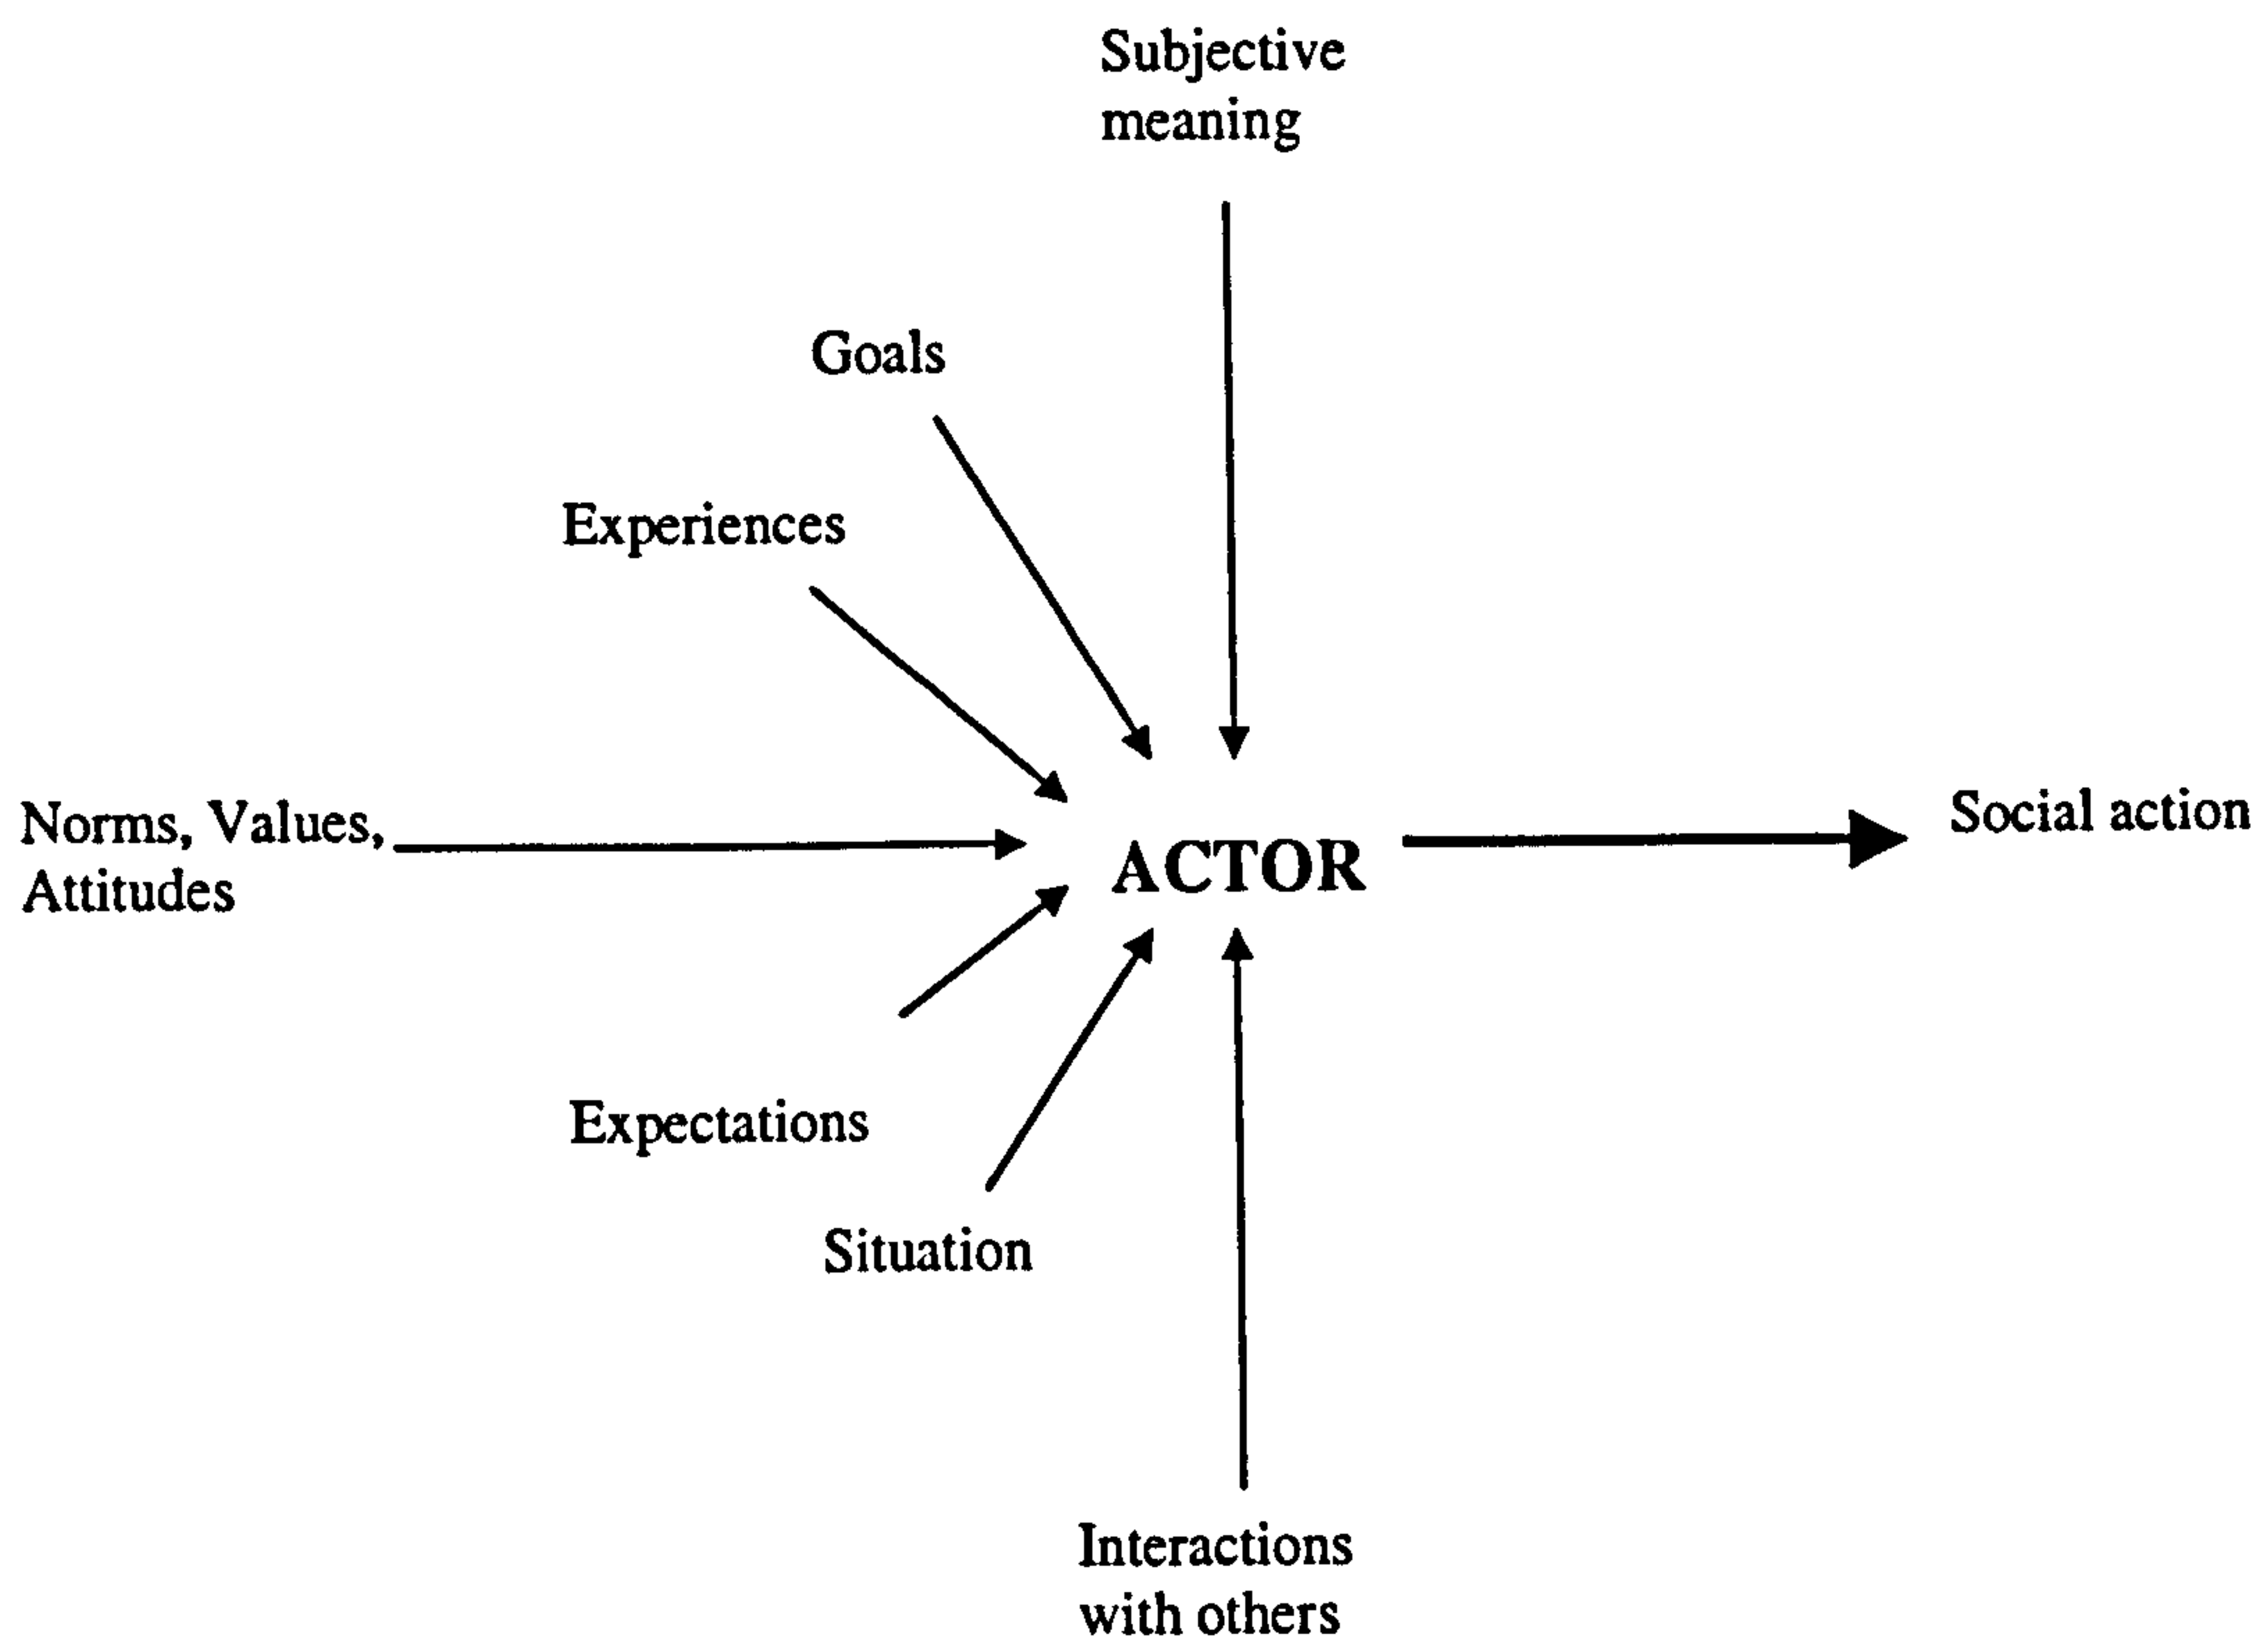 Subjective
meaning
Goals
Experiences
Norms, Values,
Attitudes
ACTOR
Social action
Expectations
Situation
Interactions
with others